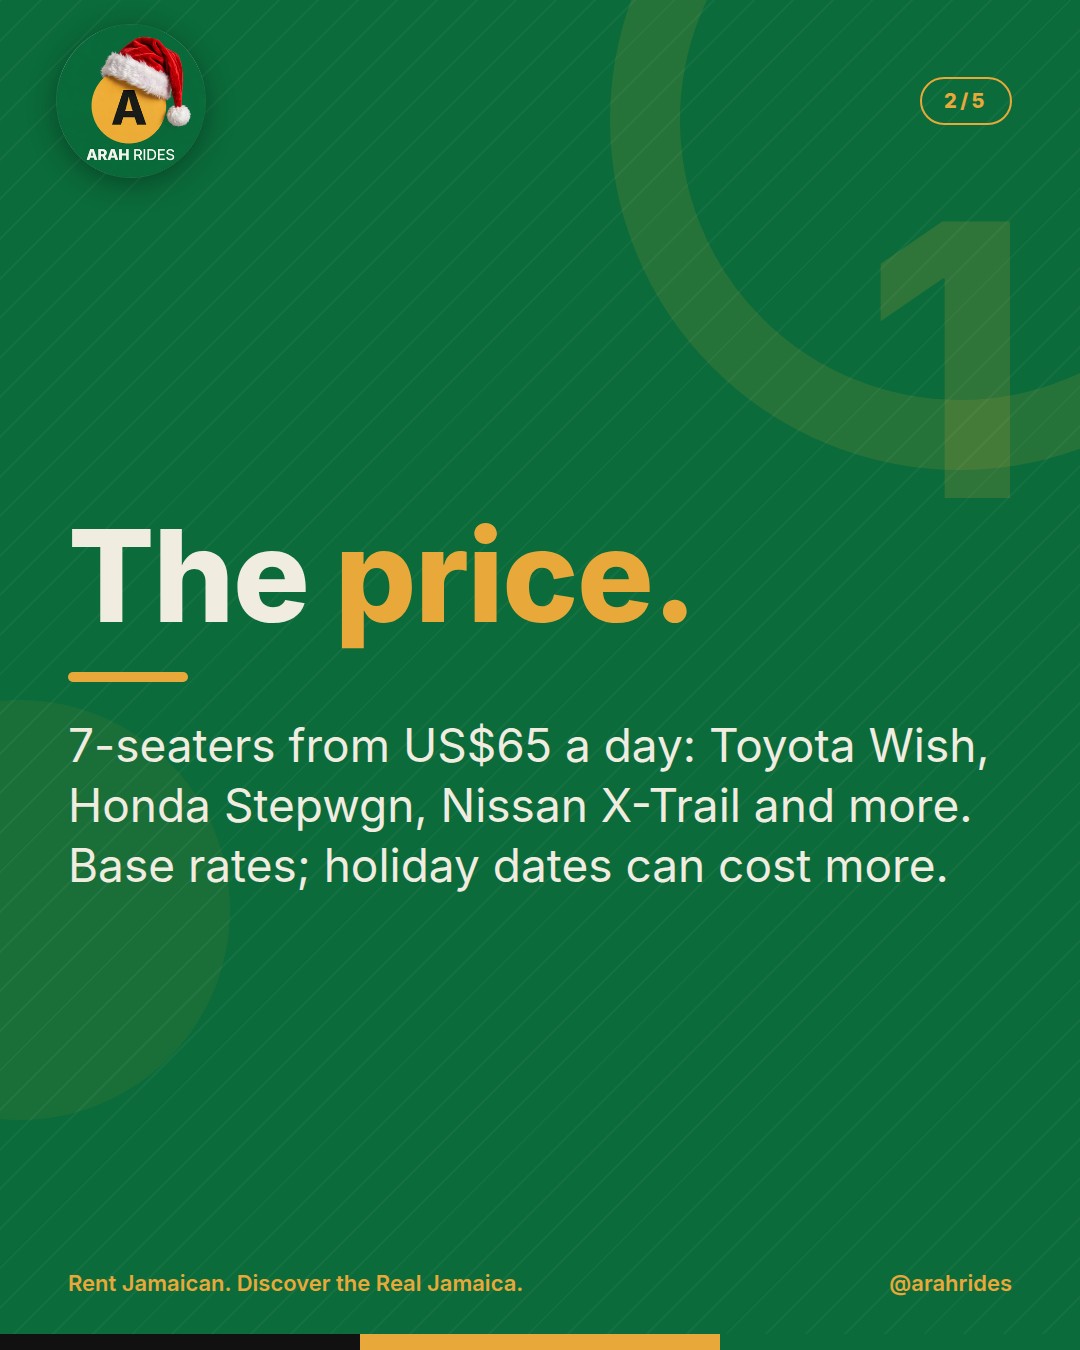 A
ARAH RIDES
2/5
1
The price.
7-seaters from US$65 a day: Toyota Wish,
Honda Stepwgn, Nissan X-Trail and more.
Base rates; holiday dates can cost more.
Rent Jamaican. Discover the Real Jamaica.
@arahrides